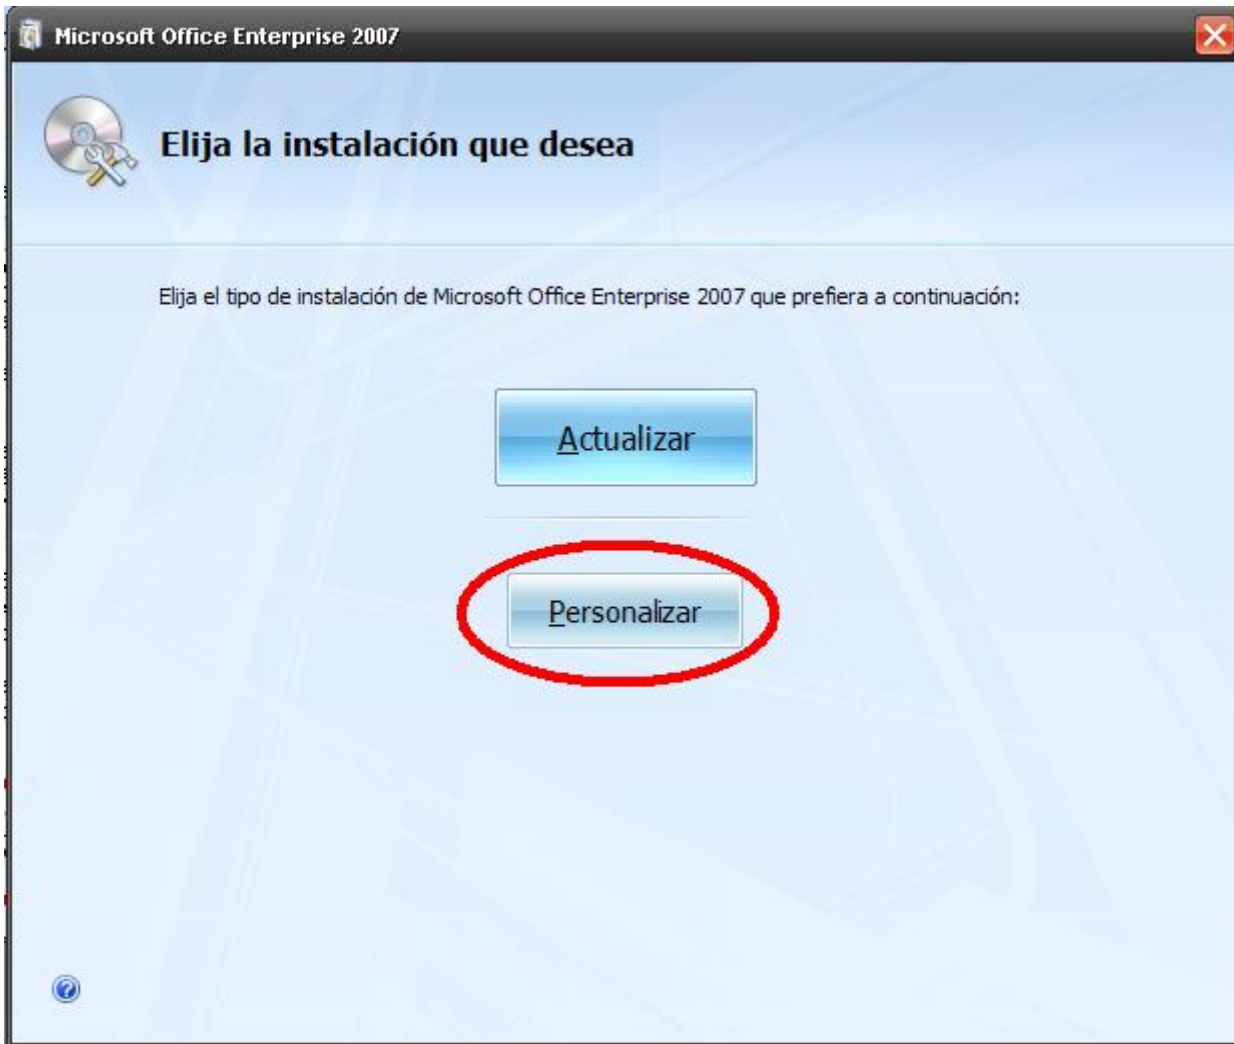 Microsoft Office Enterprise 2007
Elija la instalación que desea
Elija el tipo de instalación de Microsoft Office Enterprise 2007 que prefiera a continuación:
Actualizar
Personalizar